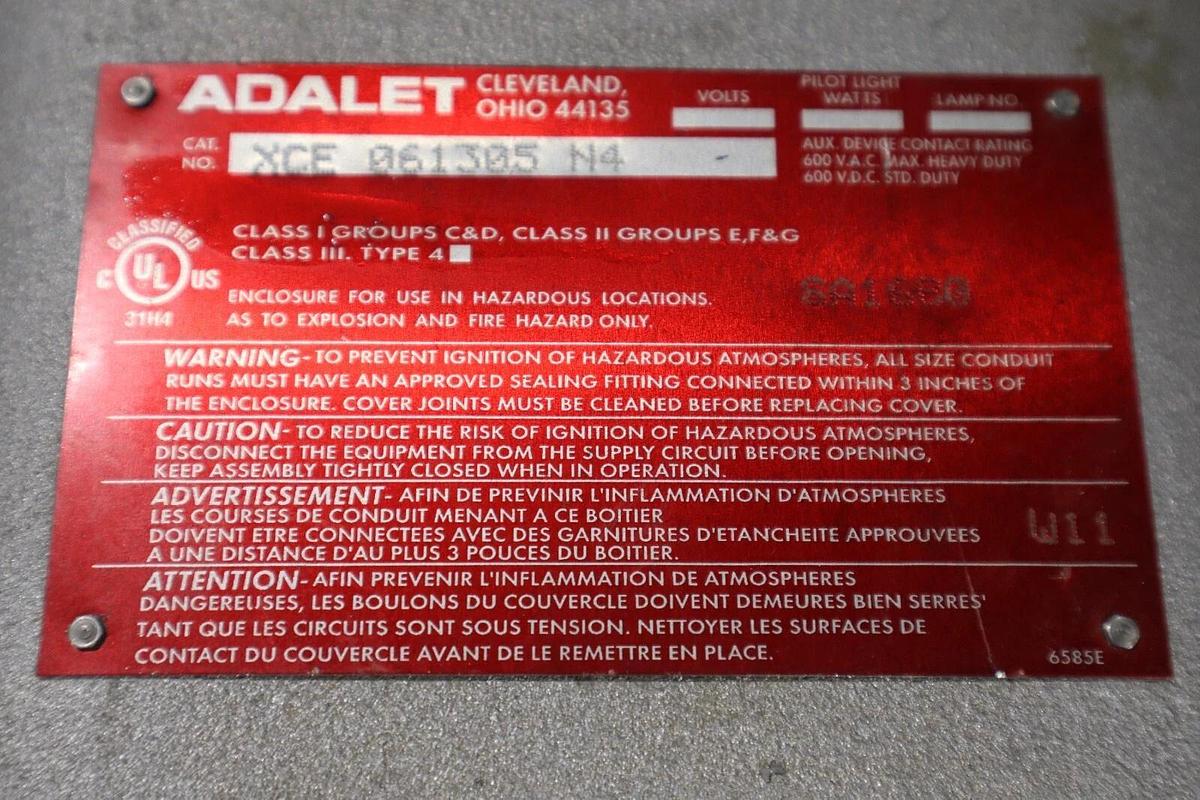 ADALET CLEVELAND,
OHIO 44135
VOLTS
PILOT LIGHT
WATTS
LAMP NO.
CAT.
NO.
XCE 061305 N4 -
AUX. DEVICE CONTACT RATING
600 V.A.C. MAX. HEAVY DUTY
600 V.D.C. STD. DUTY
CLASSIFIED
C UL US
31H4
CLASS I GROUPS C&D, CLASS II GROUPS E,F&G
CLASS III. TYPE 4
ENCLOSURE FOR USE IN HAZARDOUS LOCATIONS.
AS TO EXPLOSION AND FIRE HAZARD ONLY.
WARNING- TO PREVENT IGNITION OF HAZARDOUS ATMOSPHERES, ALL SIZE CONDUIT
RUNS MUST HAVE AN APPROVED SEALING FITTING CONNECTED WITHIN 3 INCHES OF
THE ENCLOSURE. COVER JOINTS MUST BE CLEANED BEFORE REPLACING COVER.
CAUTION- TO REDUCE THE RISK OF IGNITION OF HAZARDOUS ATMOSPHERES,
DISCONNECT THE EQUIPMENT FROM THE SUPPLY CIRCUIT BEFORE OPENING,
KEEP ASSEMBLY TIGHTLY CLOSED WHEN IN OPERATION.
ADVERTISSEMENT- AFIN DE PREVINIR L'INFLAMMATION D'ATMOSPHERES
LES COURSES DE CONDUIT MENANT A CE BOITIER
DOIVENT ETRE CONNECTEES AVEC DES GARNITURES D'ETANCHEITE APPROUVEES
A UNE DISTANCE D'AU PLUS 3 POUCES DU BOITIER.
W11
ATTENTION- AFIN PREVENIR L'INFLAMMATION DE ATMOSPHERES
DANGEREUSES, LES BOULONS DU COUVERCLE DOIVENT DEMEURES BIEN SERRES'
TANT QUE LES CIRCUITS SONT SOUS TENSION. NETTOYER LES SURFACES DE
CONTACT DU COUVERCLE AVANT DE LE REMETTRE EN PLACE.
6585E